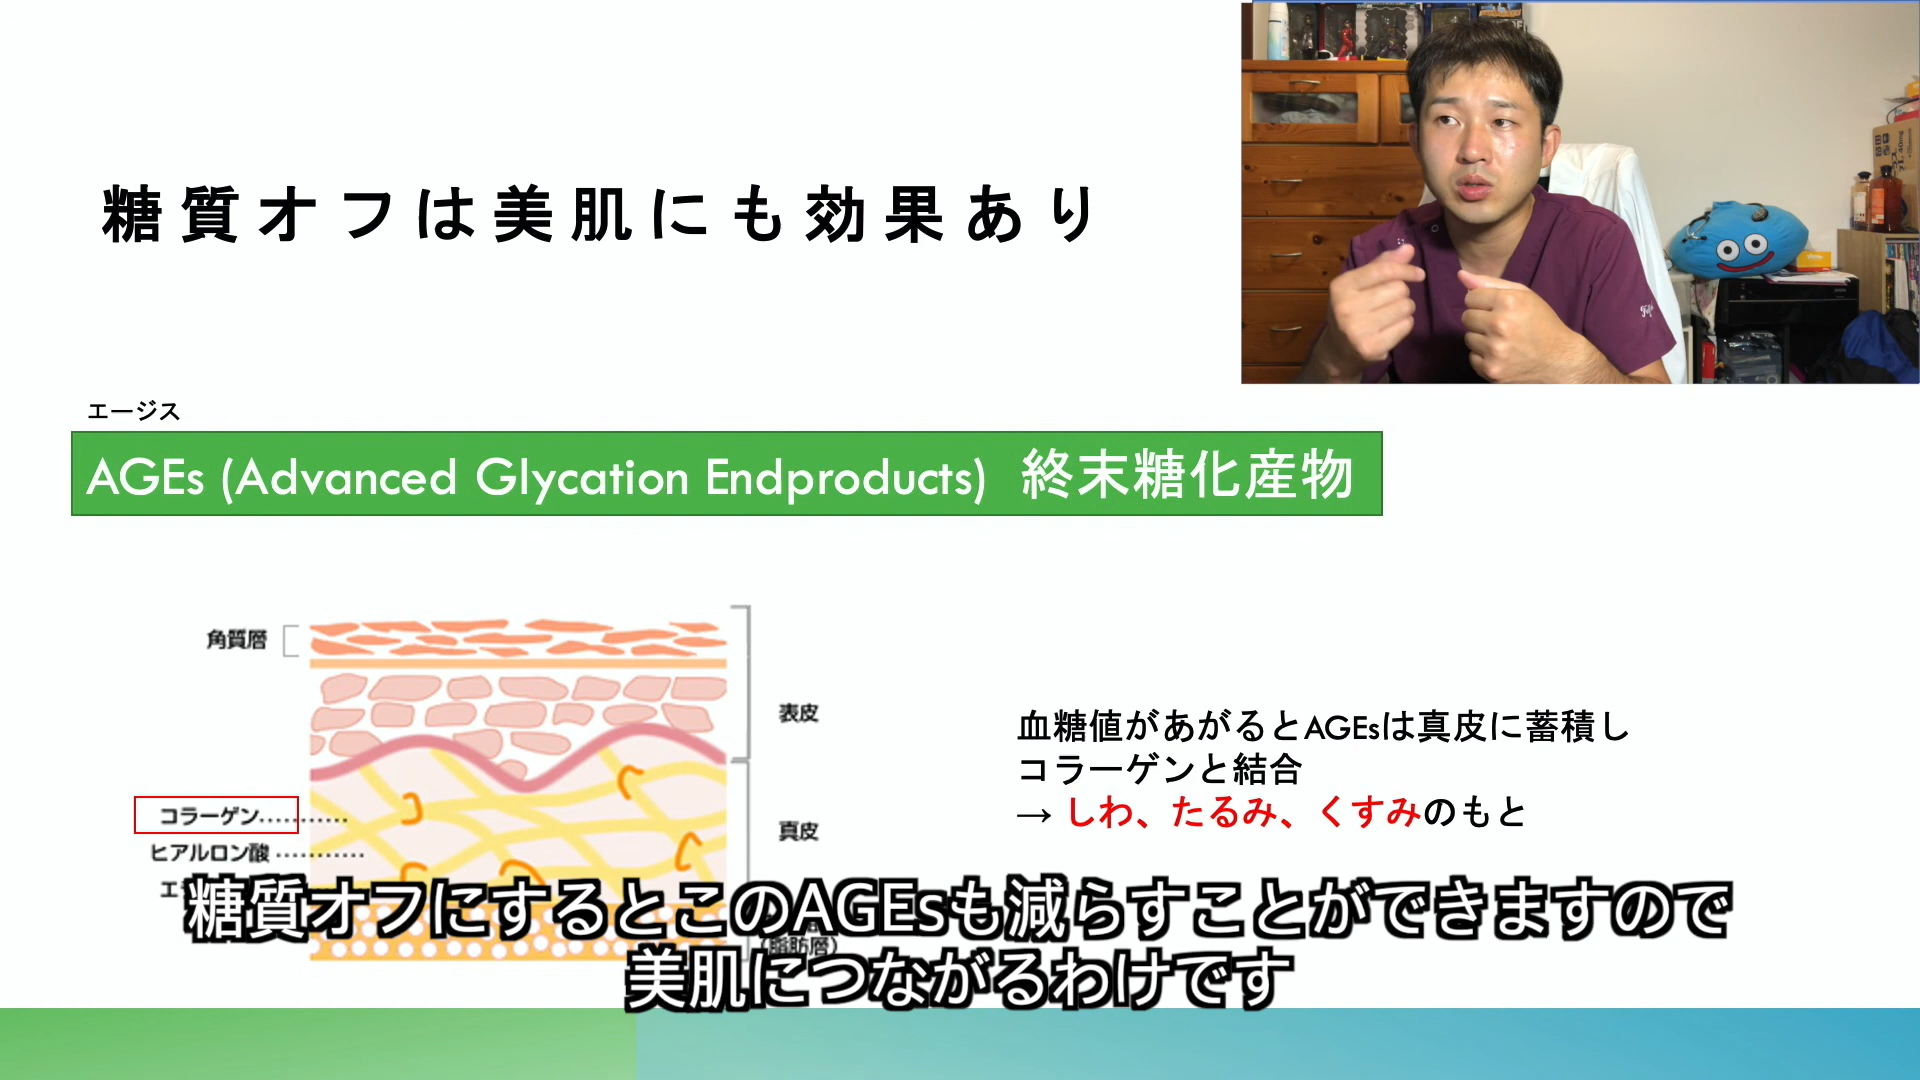 糖質オフは美肌にも効果あり
エージス
AGEs (Advanced Glycation Endproducts) 終末糖化産物
角質層
表皮
コラーゲン
ヒアルロン酸
真皮
(脂肪層)
血糖値があがるとAGEsは真皮に蓄積し
コラーゲンと結合
→ しわ、たるみ、くすみのもと
糖質オフにするとこのAGEsも減らすことができますので
美肌につながるわけです